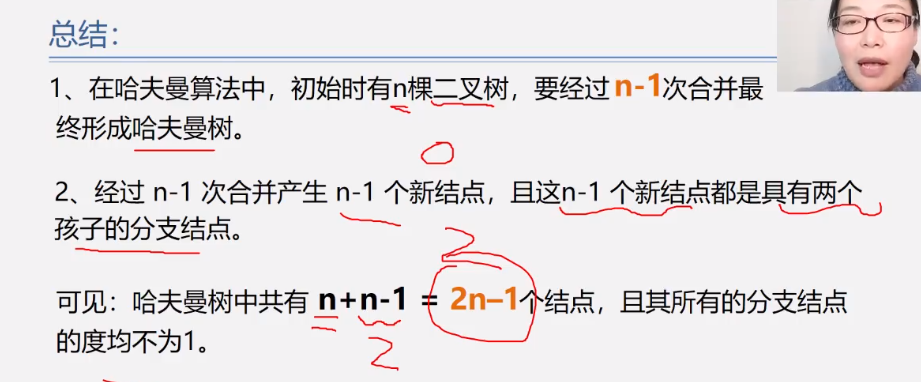 总结：
1、在哈夫曼算法中，初始时有n棵二叉树，要经过 n-1次合并最
终形成哈夫曼树。
0
2、经过 n-1 次合并产生 n-1 个新结点，且这n-1 个新结点都是具有两个
孩子的分支结点。
2
可见：哈夫曼树中共有 n+n-1 = 2n–1个结点，且其所有的分支结点
的度均不为1。
2